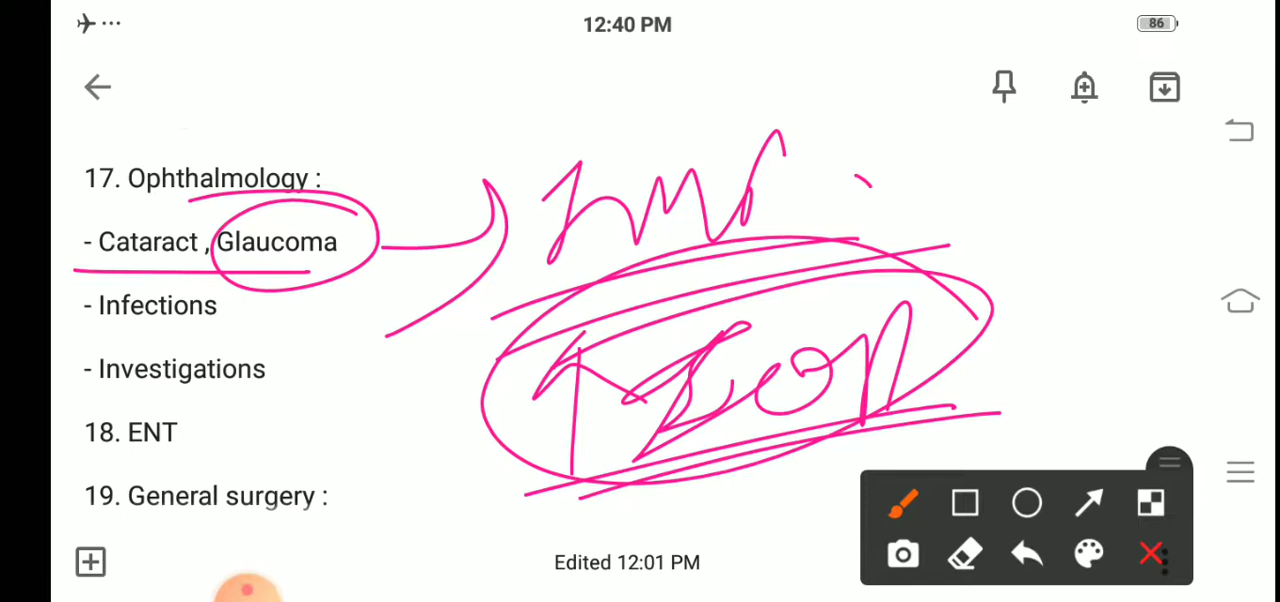 12:40 PM
86
17. Ophthalmology :
- Cataract , Glaucoma
- Infections
- Investigations
18. ENT
19. General surgery :
Edited 12:01 PM